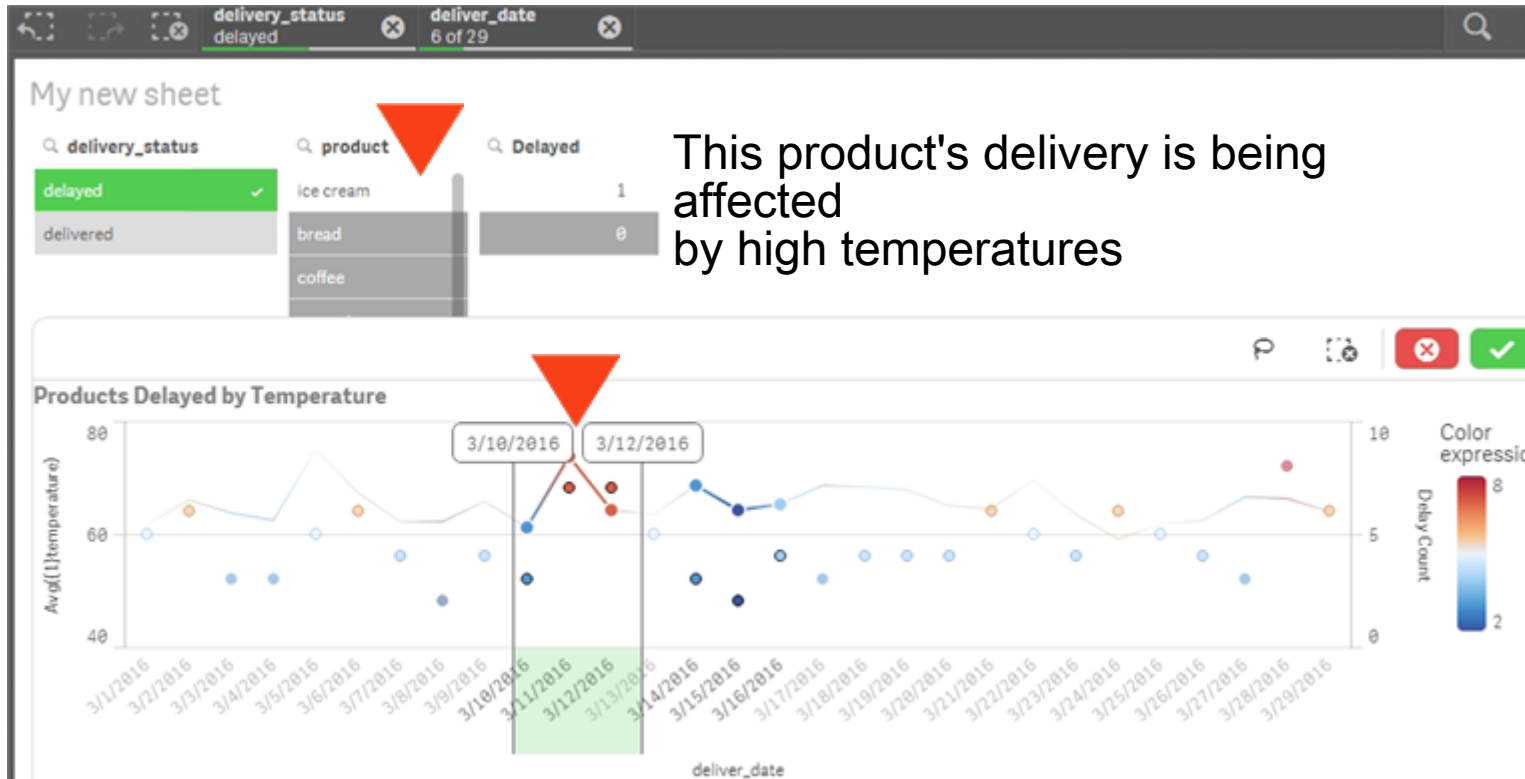 delivery_status
delayed
deliver_date
6 of 29
My new sheet
delivery_status
product
Delayed
delayed
ice cream
1
delivered
bread
0
coffee
This product's delivery is being
affected
by high temperatures
Products Delayed by Temperature
80
60
40
Avg({1}temperature)
3/10/2016
3/12/2016
10
5
0
Delay Count
Color
expressio
8
2
3/1/2016
3/2/2016
3/3/2016
3/4/2016
3/5/2016
3/6/2016
3/7/2016
3/8/2016
3/9/2016
3/10/2016
3/11/2016
3/12/2016
3/13/2016
3/14/2016
3/15/2016
3/16/2016
3/17/2016
3/18/2016
3/19/2016
3/20/2016
3/21/2016
3/22/2016
3/23/2016
3/24/2016
3/25/2016
3/26/2016
3/27/2016
3/28/2016
3/29/2016
deliver_date